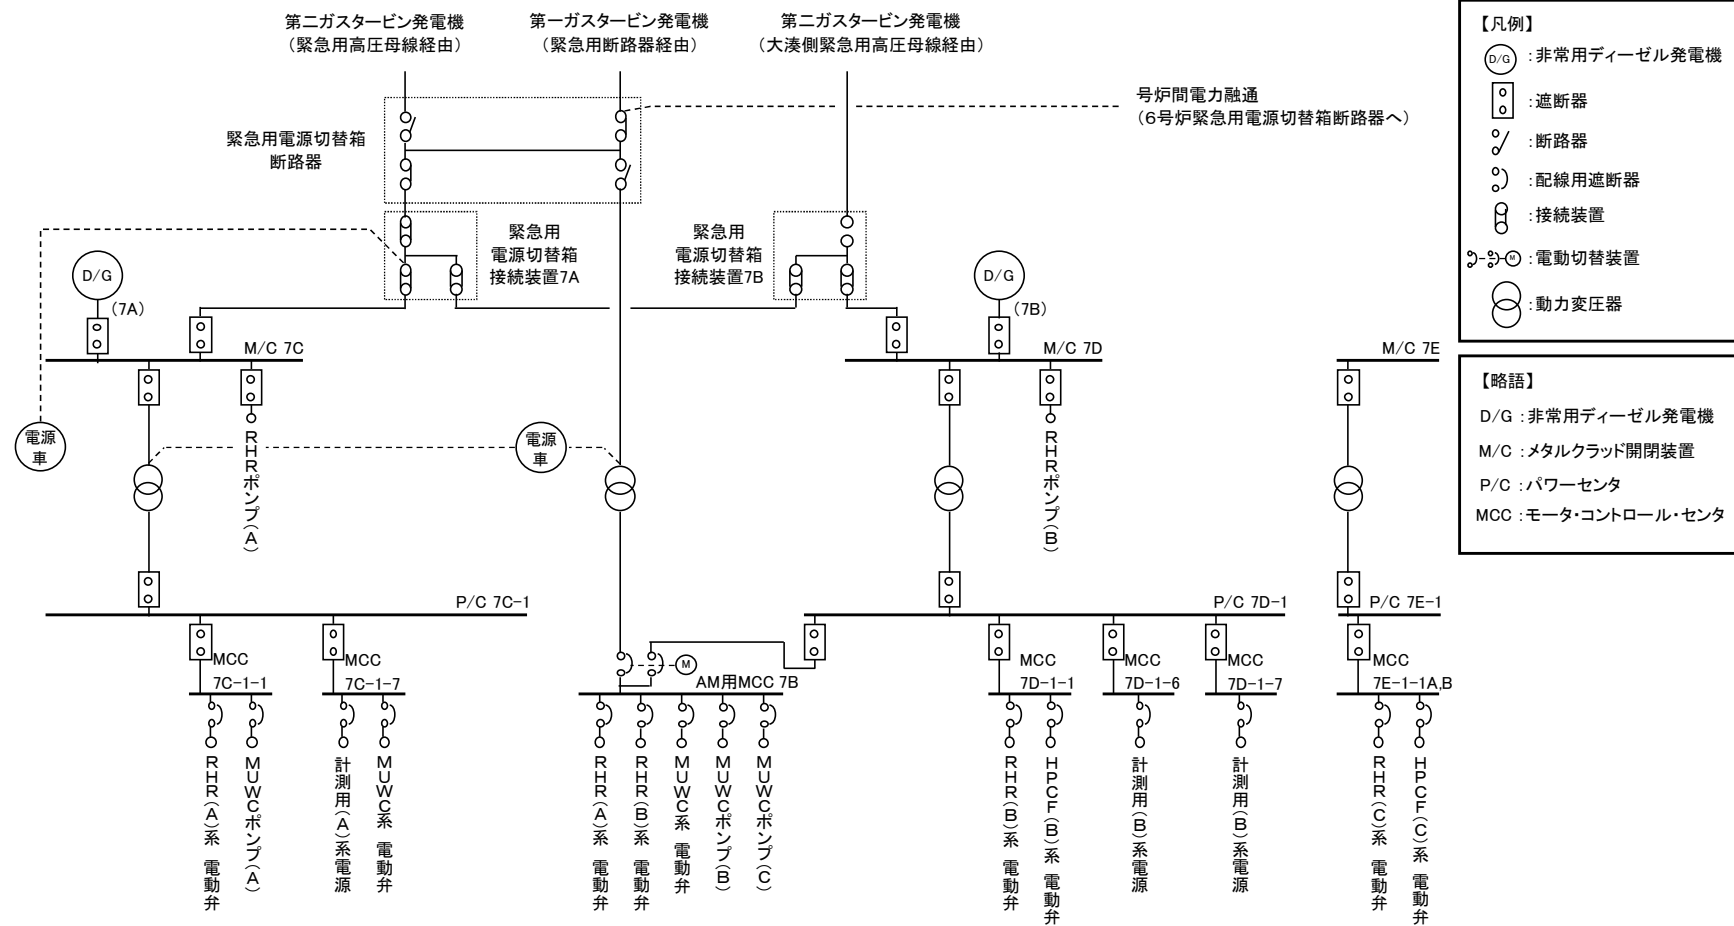 第二ガスタービン発電機
（緊急用高圧母線経由）
第一ガスタービン発電機
（緊急用断路器経由）
第二ガスタービン発電機
（大湊側緊急用高圧母線経由）
号炉間電力融通
（6号炉緊急用電源切替箱断路器へ）
緊急用電源切替箱
断路器
緊急用
電源切替箱
接続装置7A
緊急用
電源切替箱
接続装置7B
D/G
（7A）
D/G
（7B）
M/C 7C
M/C 7D
M/C 7E
電源
車
電源
車
RHRポンプ（A）
RHRポンプ（B）
P/C 7C-1
P/C 7D-1
P/C 7E-1
MCC
7C-1-1
MCC
7C-1-7
M
AM用MCC 7B
MCC
7D-1-1
MCC
7D-1-6
MCC
7D-1-7
MCC
7E-1-1A,B
RHR（A）系 電動弁
MUWCポンプ（A）
計測用（A）系電源
MUWC系 電動弁
RHR（A）系 電動弁
RHR（B）系 電動弁
MUWC系 電動弁
MUWCポンプ（B）
MUWCポンプ（C）
RHR（B）系 電動弁
HPCF（B）系 電動弁
計測用（B）系電源
計測用（B）系電源
RHR（C）系 電動弁
HPCF（C）系 電動弁
【凡例】
D/G：非常用ディーゼル発電機
：遮断器
：断路器
：配線用遮断器
：接続装置
M：電動切替装置
：動力変圧器
【略語】
D/G：非常用ディーゼル発電機
M/C：メタルクラッド開閉装置
P/C：パワーセンタ
MCC：モータ・コントロール・センタ